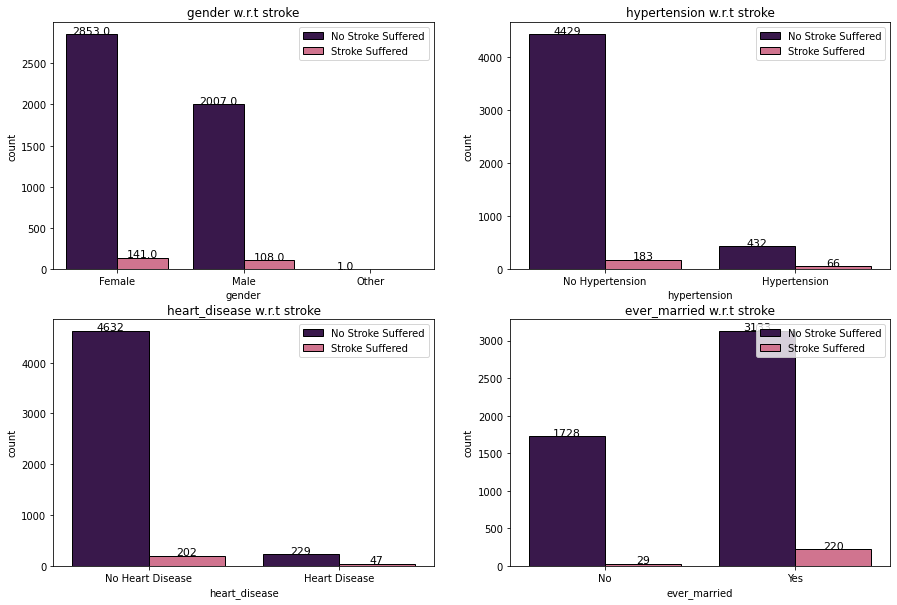 gender w.r.t stroke
2853.0
No Stroke Suffered
Stroke Suffered
2500
2007.0
2000
1500
1000
500
141.0
108.0
1.0
0
count
Female
Male
Other
gender
hypertension w.r.t stroke
4429
No Stroke Suffered
Stroke Suffered
4000
3000
2000
1000
432
183
66
0
count
No Hypertension
Hypertension
hypertension
heart_disease w.r.t stroke
4632
No Stroke Suffered
Stroke Suffered
4000
3000
2000
1000
202
229
47
0
count
No Heart Disease
Heart Disease
heart_disease
ever_married w.r.t stroke
No Stroke Suffered
Stroke Suffered
3000
2500
2000
1728
1500
1000
500
220
29
0
count
No
Yes
ever_married